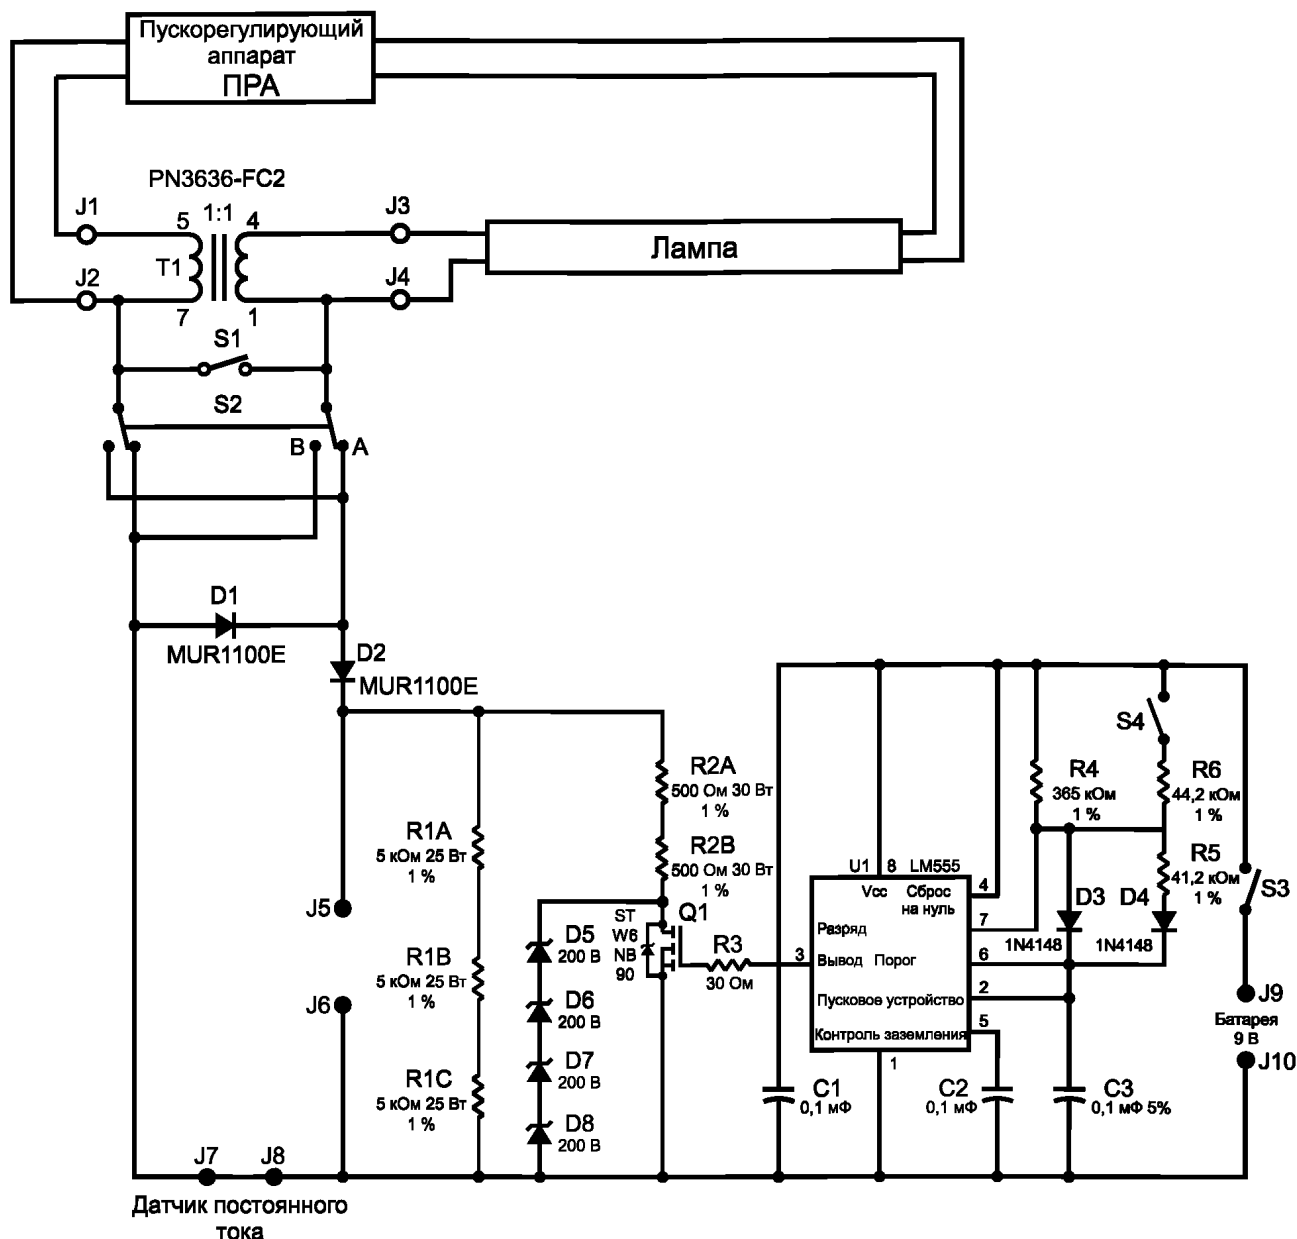 Пускорегулирующий
аппарат
ПРА
PN3636-FC2
J1
5
1:1
4
J3
T1
Лампа
J2
J4
7
1
S1
S2
B
A
D1
MUR1100E
D2
MUR1100E
S4
R2A
500 Ом 30 Вт
1 %
R4
365 кОм
1 %
R6
44,2 кОм
1 %
R1A
5 кОм 25 Вт
1 %
R2B
500 Ом 30 Вт
1 %
U1
8
LM555
R5
41,2 кОм
1 %
S3
Vcc
Сброс
на нуль
4
D3
D4
J5
ST
W6
NB
90
Q1
Разряд
7
1N4148
1N4148
D5
200 В
R3
30 Ом
3
Вывод
Порог
6
R1B
5 кОм 25 Вт
1 %
J6
D6
200 В
Пусковое устройство
2
J9
Батарея
9 В
J10
Контроль заземления
5
1
D7
200 В
R1C
5 кОм 25 Вт
1 %
C1
0,1 мФ
C2
0,1 мФ
C3
0,1 мФ 5%
D8
200 В
J7
J8
Датчик постоянного
тока